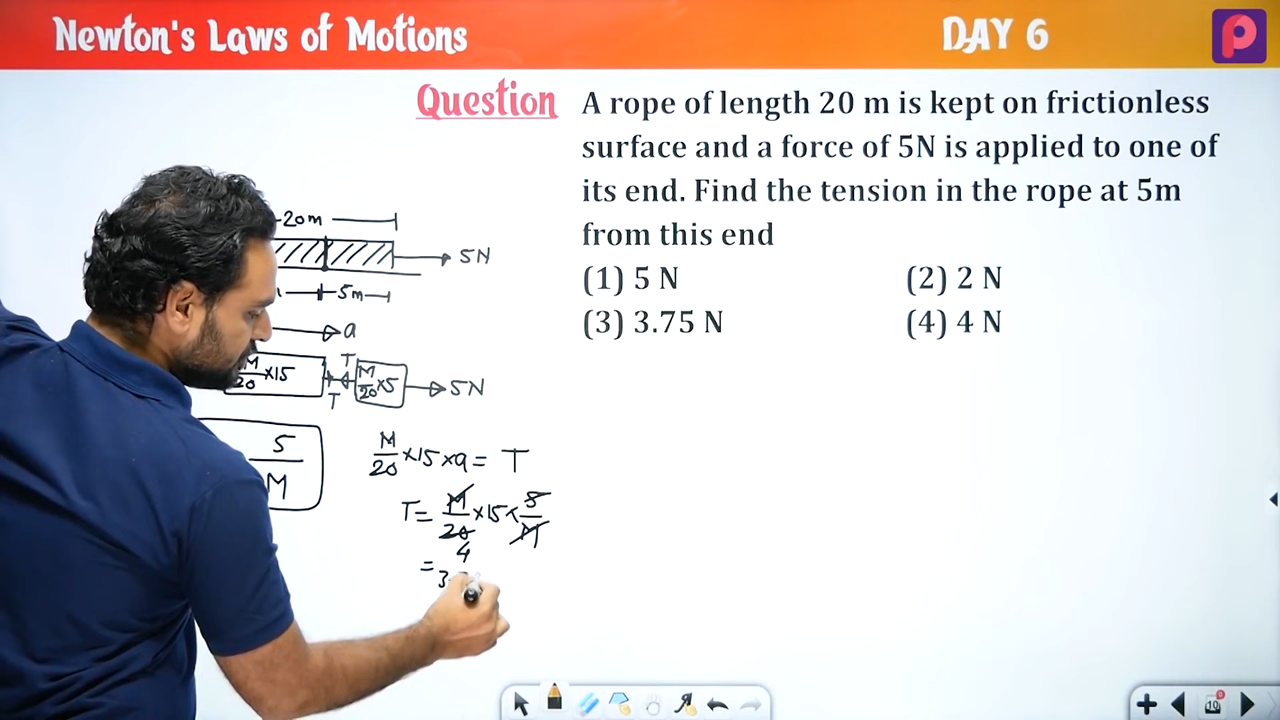 Newton's Laws of Motions
DAY 6
Question
A rope of length 20 m is kept on frictionless
surface and a force of 5N is applied to one of
its end. Find the tension in the rope at 5m
from this end
(1) 5 N
(2) 2 N
(3) 3.75 N
(4) 4 N
20m
5N
5m
a
M/20 ×15
T
T
M/20 ×5
5N
5/M
M/20 ×15×a = T
T = M/20 ×15× 5/M
4
= 3.
10